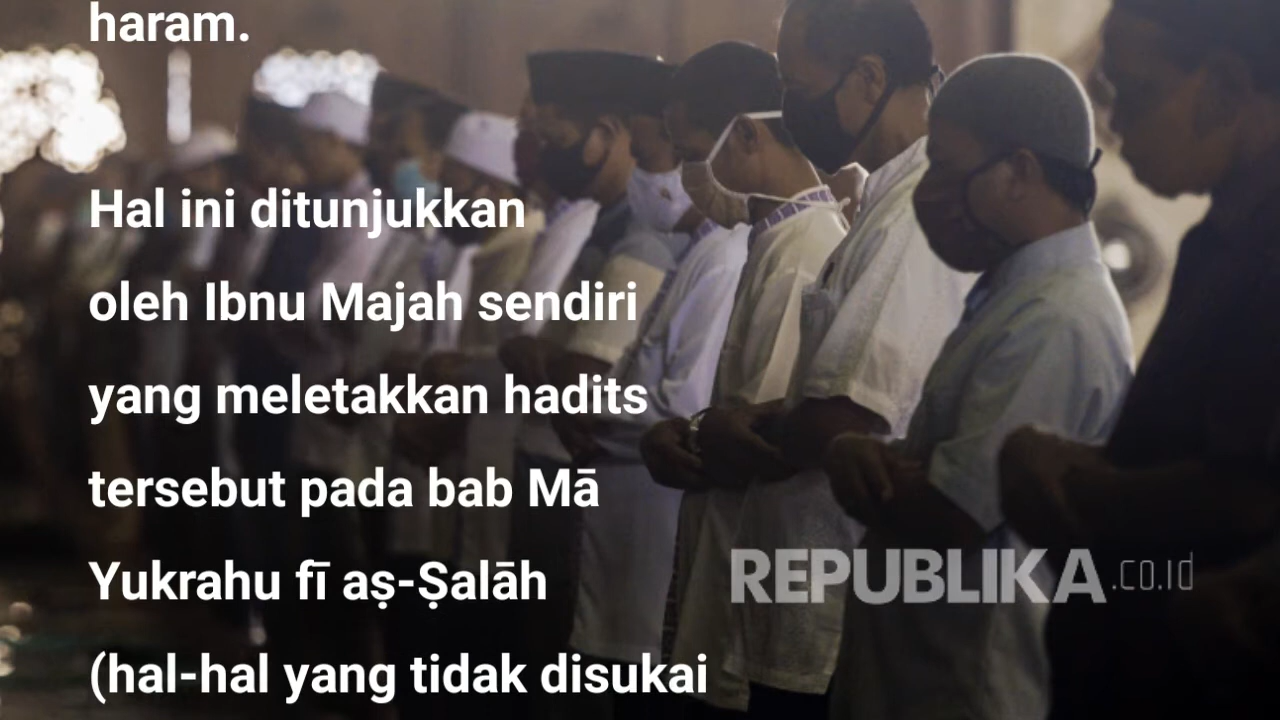 haram.
Hal ini ditunjukkan
oleh Ibnu Majah sendiri
yang meletakkan hadits
tersebut pada bab Mā
Yukrahu fī aṣ-Ṣalāh
(hal-hal yang tidak disukai
REPUBLIKA.co.id